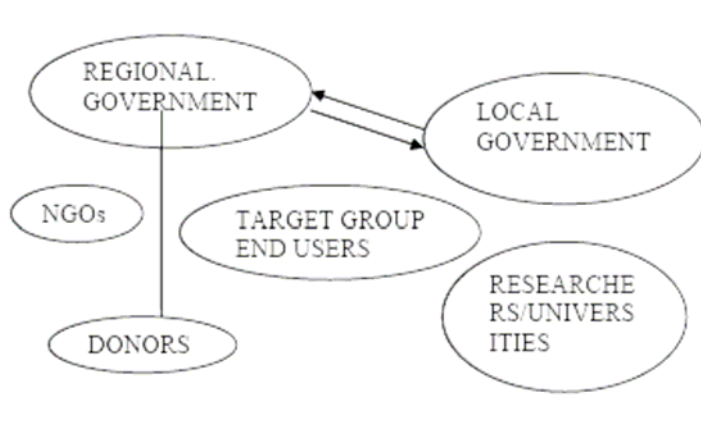 REGIONAL.
GOVERNMENT
LOCAL
GOVERNMENT
NGOs
TARGET GROUP
END USERS
RESEARCHE
RS/UNIVERS
ITIES
DONORS